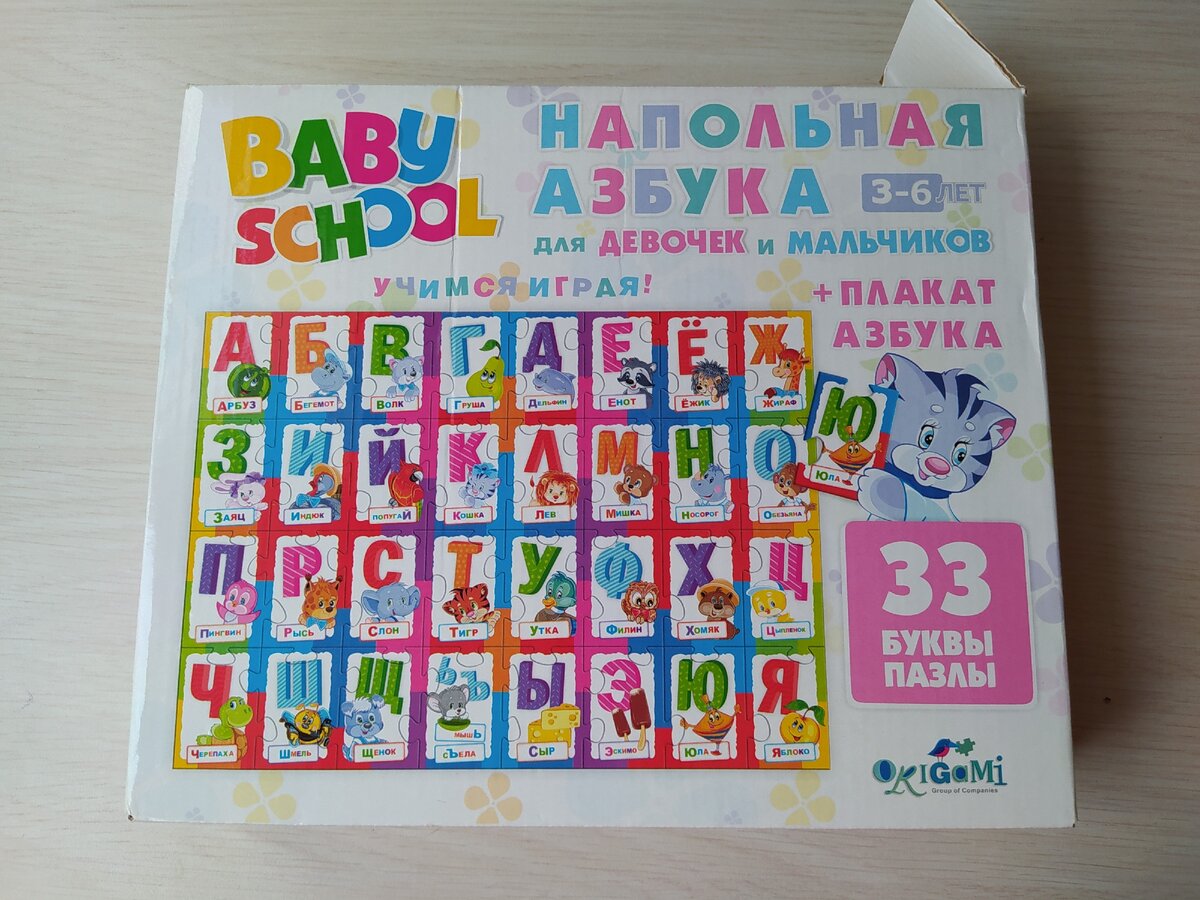 BABY
SCHOOL
НАПОЛЬНАЯ
АЗБУКА
3-6 ЛЕТ
ДЛЯ ДЕВОЧЕК И МАЛЬЧИКОВ
УЧИМСЯ ИГРАЯ!
+ ПЛАКАТ
АЗБУКА
А Б В Г Д Е Ё Ж
АРБУЗ БЕГЕМОТ ВОЛК ГРУША ДЕЛЬФИН ЕНОТ ЁЖИК ЖИРАФ
Ю
ЮЛА
З И Й К Л М Н О
ЗАЯЦ ИНДЮК ПОПУГАЙ КОШКА ЛЕВ МИШКА НОСОРОГ ОБЕЗЬЯНА
П Р С Т У Ф Х Ц
ПИНГВИН РЫСЬ СЛОН ТИГР УТКА ФИЛИН ХОМЯК ЦЫПЛЕНОК
33
БУКВЫ
ПАЗЛЫ
Ч Ш Щ Ь Ъ Ы Э Ю Я
МЫШЬ
ЧЕРЕПАХА ШМЕЛЬ ЩЕНОК СЪЕЛА СЫР ЭСКИМО ЮЛА ЯБЛОКО
ORIGAMI
Group of Companies